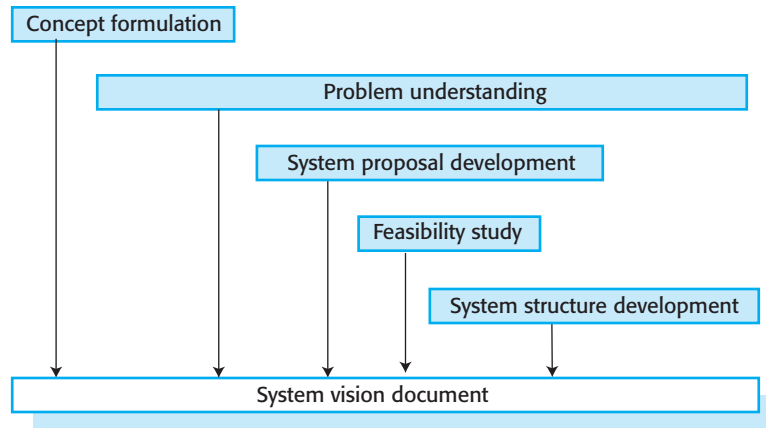 Concept formulation
Problem understanding
System proposal development
Feasibility study
System structure development
System vision document